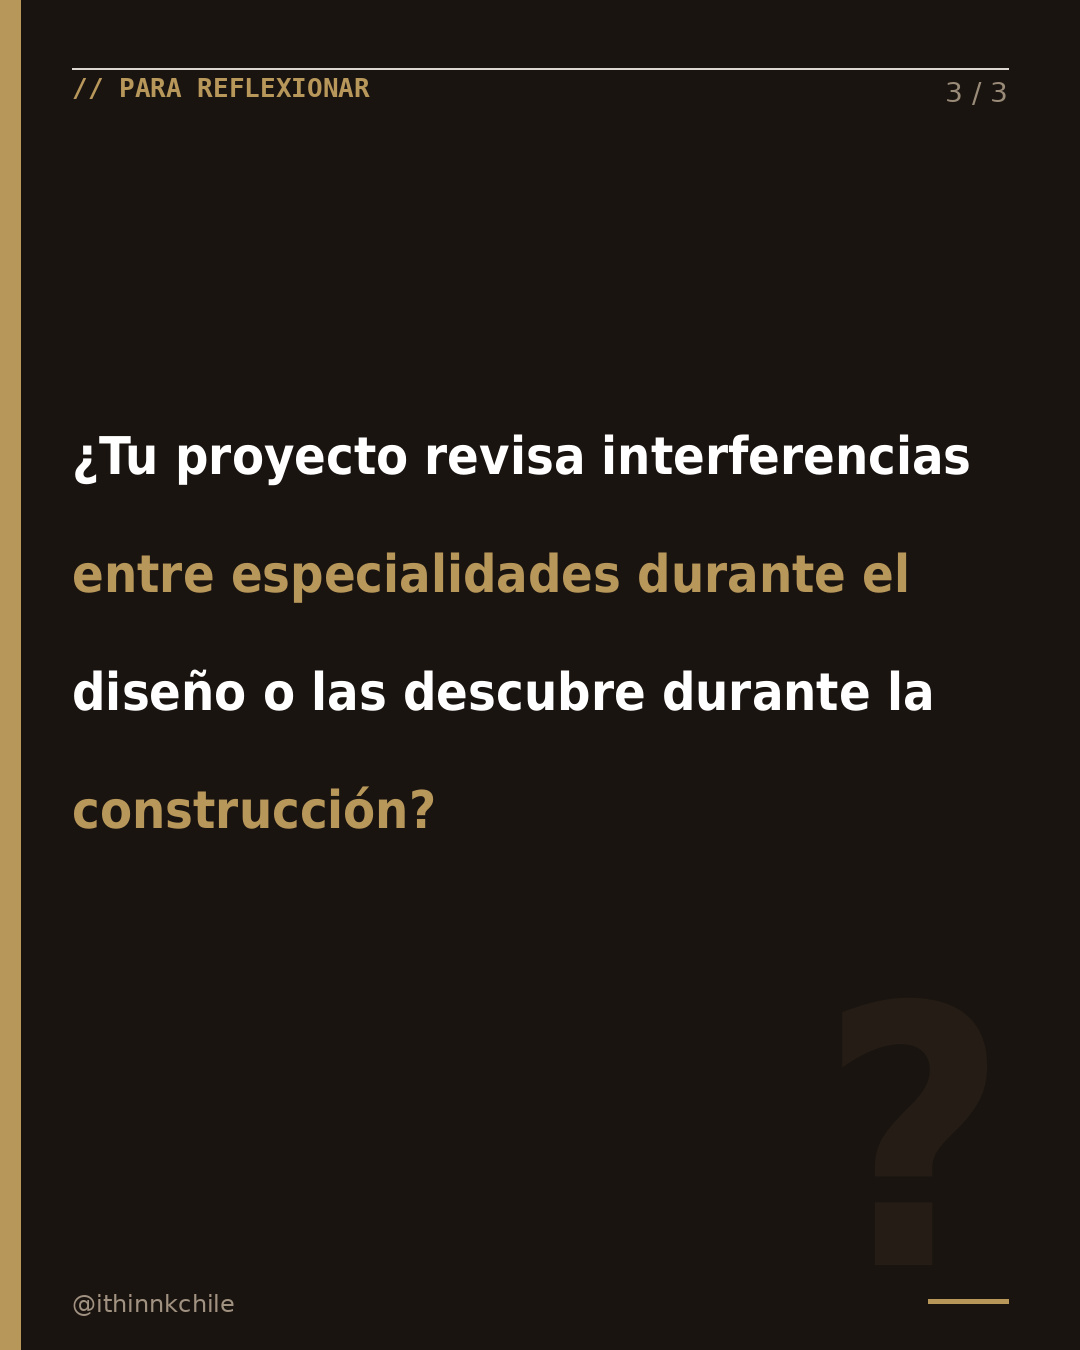 // PARA REFLEXIONAR
3 / 3
¿Tu proyecto revisa interferencias
entre especialidades durante el
diseño o las descubre durante la
construcción?
?
@ithinnkchile